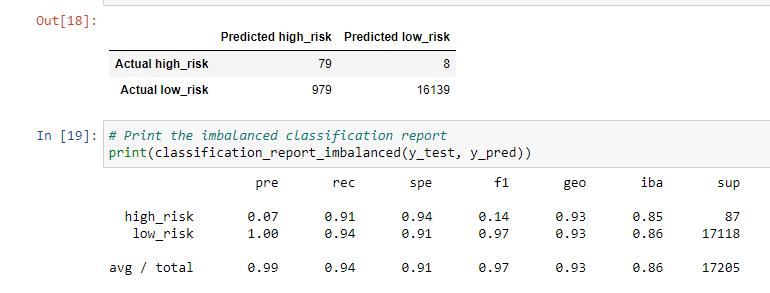 Out[18]:
Predicted high_risk Predicted low_risk
Actual high_risk 79 8
Actual low_risk 979 16139
In [19]: # Print the imbalanced classification report
print(classification_report_imbalanced(y_test, y_pred))
pre rec spe f1 geo iba sup
high_risk 0.07 0.91 0.94 0.14 0.93 0.85 87
low_risk 1.00 0.94 0.91 0.97 0.93 0.86 17118
avg / total 0.99 0.94 0.91 0.97 0.93 0.86 17205